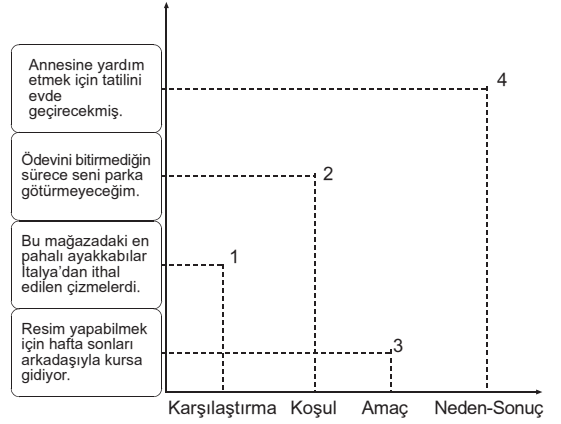 Annesine yardım
etmek için tatilini
evde
geçirecekmiş.
4
Ödevini bitirmediğin
sürece seni parka
götürmeyeceğim.
2
Bu mağazadaki en
pahalı ayakkabılar
İtalya'dan ithal
edilen çizmelerdi.
1
Resim yapabilmek
için hafta sonları
arkadaşıyla kursa
gidiyor.
3
Karşılaştırma Koşul Amaç Neden-Sonuç